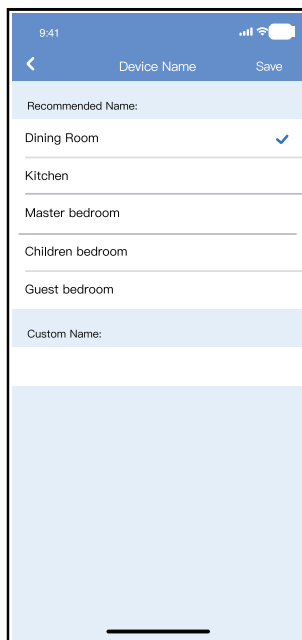 9:41
Device Name Save
Recommended Name:
Dining Room
Kitchen
Master bedroom
Children bedroom
Guest bedroom
Custom Name: